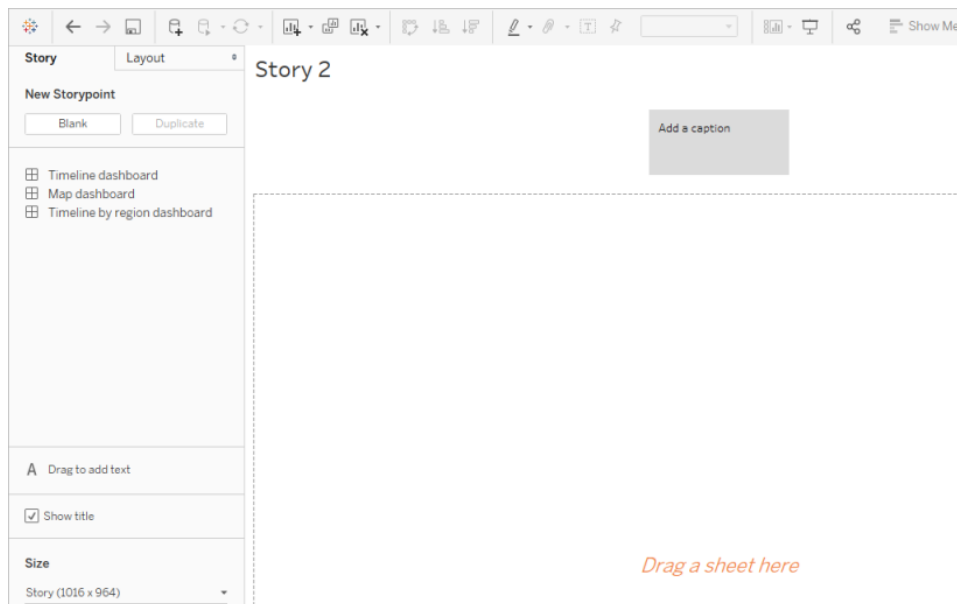 Show Me
Story
Layout
Story 2
New Storypoint
Blank
Duplicate
Add a caption
Timeline dashboard
Map dashboard
Timeline by region dashboard
A Drag to add text
Show title
Drag a sheet here
Size
Story (1016 x 964)